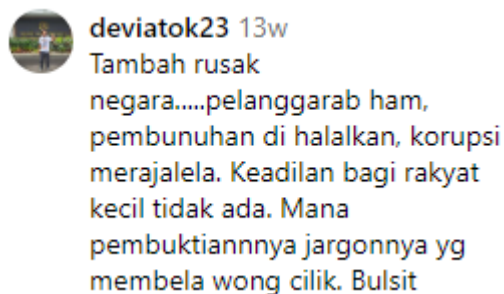 deviatok23 13w
Tambah rusak
negara.....pelanggarab ham,
pembunuhan di halalkan, korupsi
merajalela. Keadilan bagi rakyat
kecil tidak ada. Mana
pembuktiannnya jargonnya yg
membela wong cilik. Bulsit